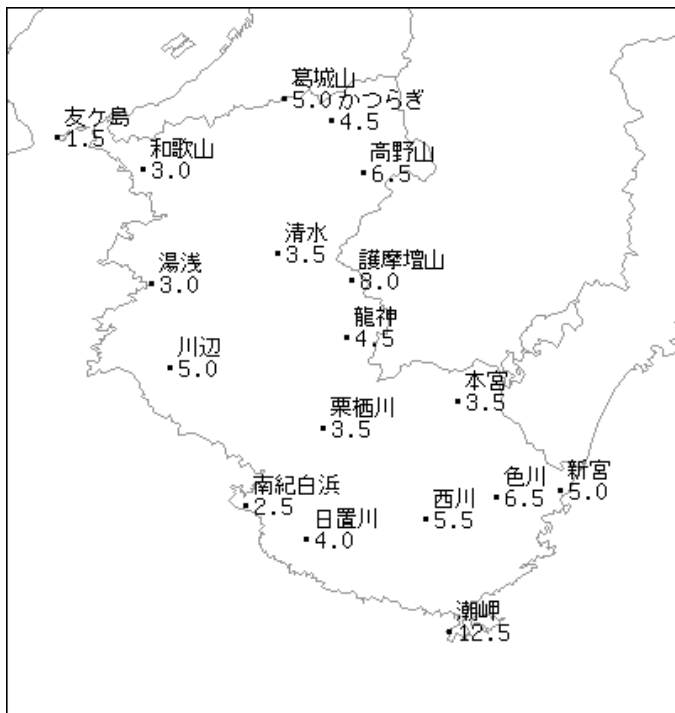 葛城山
5.0
かつらぎ
4.5
友ケ島
1.5
和歌山
3.0
高野山
6.5
清水
3.5
湯浅
3.0
護摩壇山
8.0
龍神
4.5
川辺
5.0
本宮
3.5
栗栖川
3.5
南紀白浜
2.5
日置川
4.0
西川
5.5
色川
6.5
新宮
5.0
潮岬
12.5